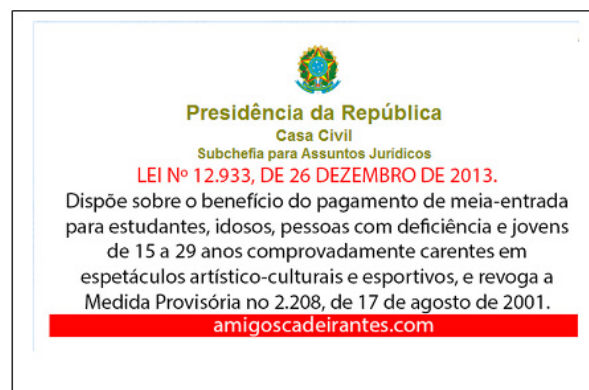 Presidência da República
Casa Civil
Subchefia para Assuntos Jurídicos
LEI Nº 12.933, DE 26 DEZEMBRO DE 2013.
Dispõe sobre o benefício do pagamento de meia-entrada
para estudantes, idosos, pessoas com deficiência e jovens
de 15 a 29 anos comprovadamente carentes em
espetáculos artístico-culturais e esportivos, e revoga a
Medida Provisória no 2.208, de 17 de agosto de 2001.
amigoscadeirantes.com